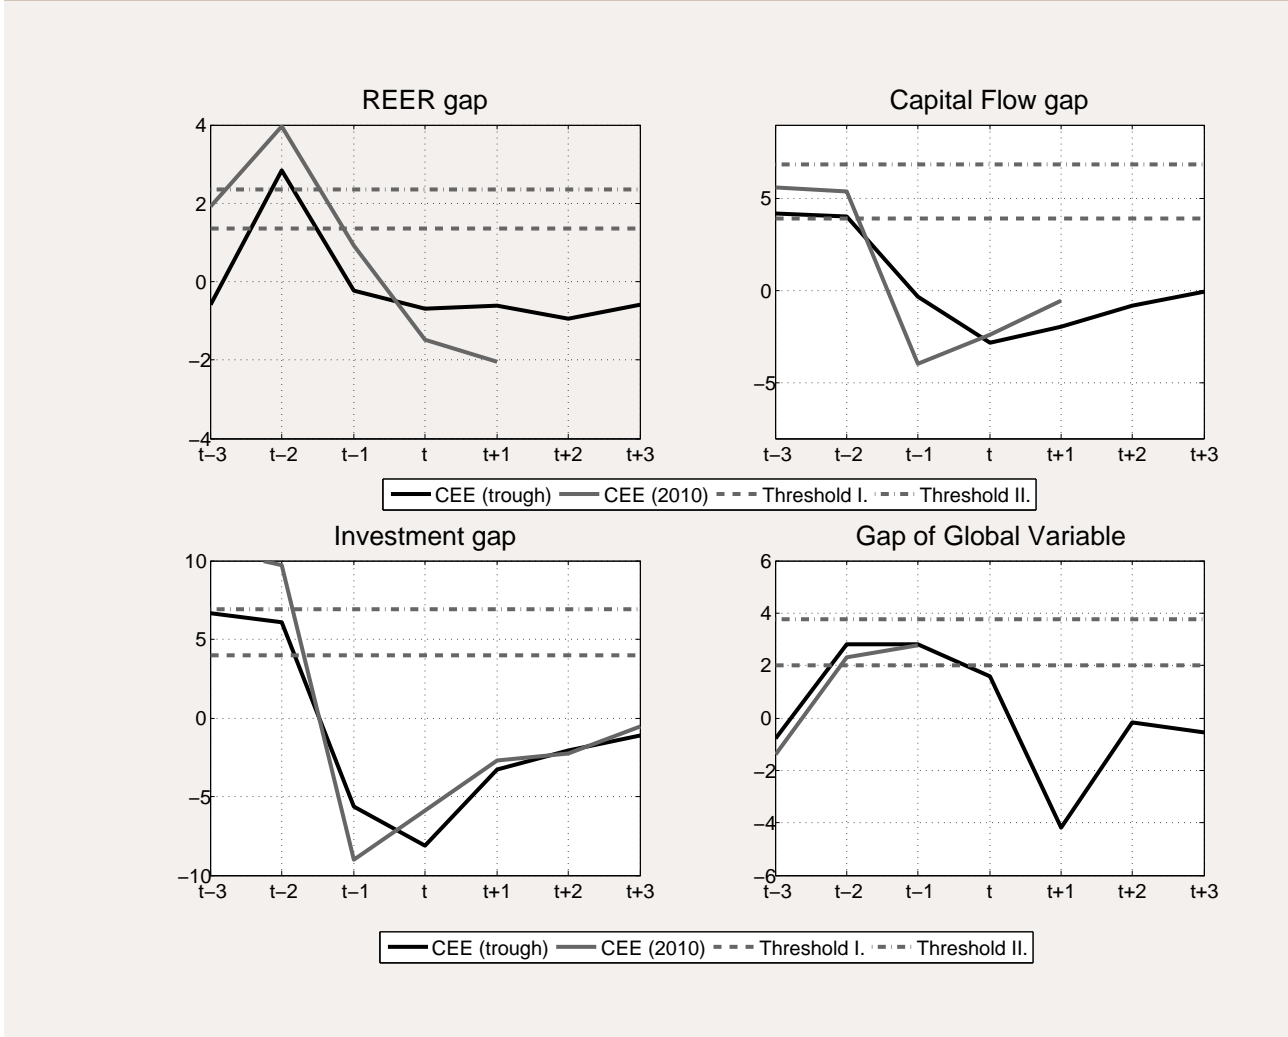 REER gap
4
2
0
−2
−4
t−3 t−2 t−1 t t+1 t+2 t+3
Capital Flow gap
5
0
−5
t−3 t−2 t−1 t t+1 t+2 t+3
CEE (trough) CEE (2010) Threshold I. Threshold II.
Investment gap
10
5
0
−5
−10
t−3 t−2 t−1 t t+1 t+2 t+3
Gap of Global Variable
6
4
2
0
−2
−4
−6
t−3 t−2 t−1 t t+1 t+2 t+3
CEE (trough) CEE (2010) Threshold I. Threshold II.